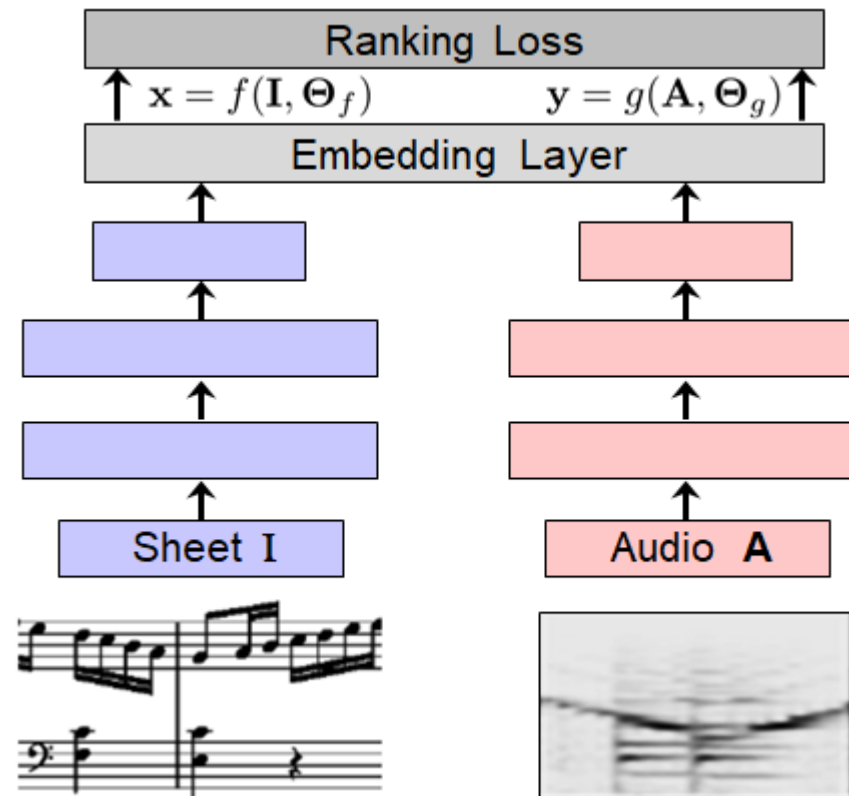 Ranking Loss
x = f(I, Θ_f)
y = g(A, Θ_g)
Embedding Layer
Sheet I
Audio A